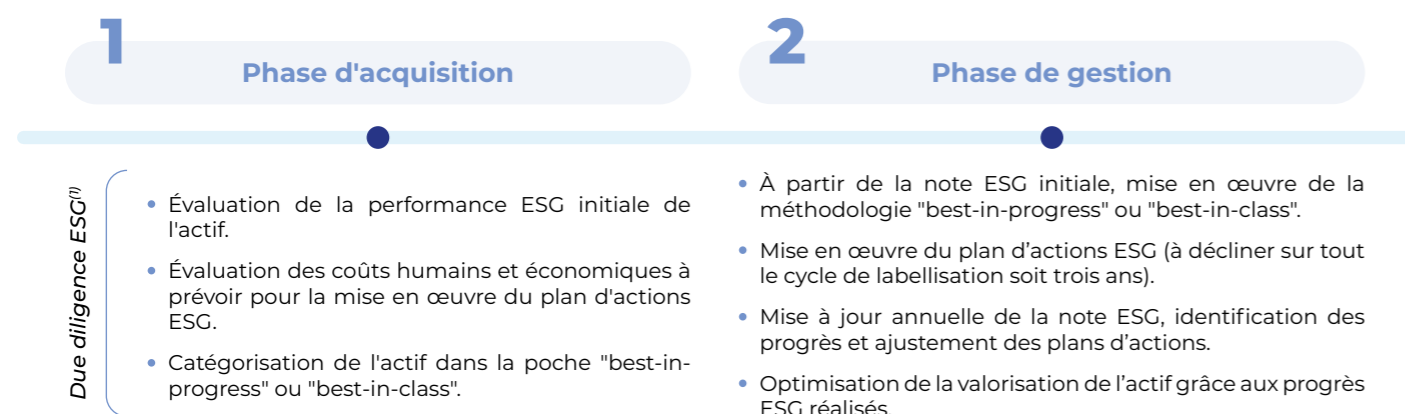 1
Phase d'acquisition
Due diligence ESG(1)
• Évaluation de la performance ESG initiale de
l'actif.
• Évaluation des coûts humains et économiques à
prévoir pour la mise en œuvre du plan d'actions
ESG.
• Catégorisation de l'actif dans la poche "best-in-
progress" ou "best-in-class".
2
Phase de gestion
• À partir de la note ESG initiale, mise en œuvre de la
méthodologie "best-in-progress" ou "best-in-class".
• Mise en œuvre du plan d’actions ESG (à décliner sur tout
le cycle de labellisation soit trois ans).
• Mise à jour annuelle de la note ESG, identification des
progrès et ajustement des plans d’actions.
• Optimisation de la valorisation de l’actif grâce aux progrès
ESG réalisés.